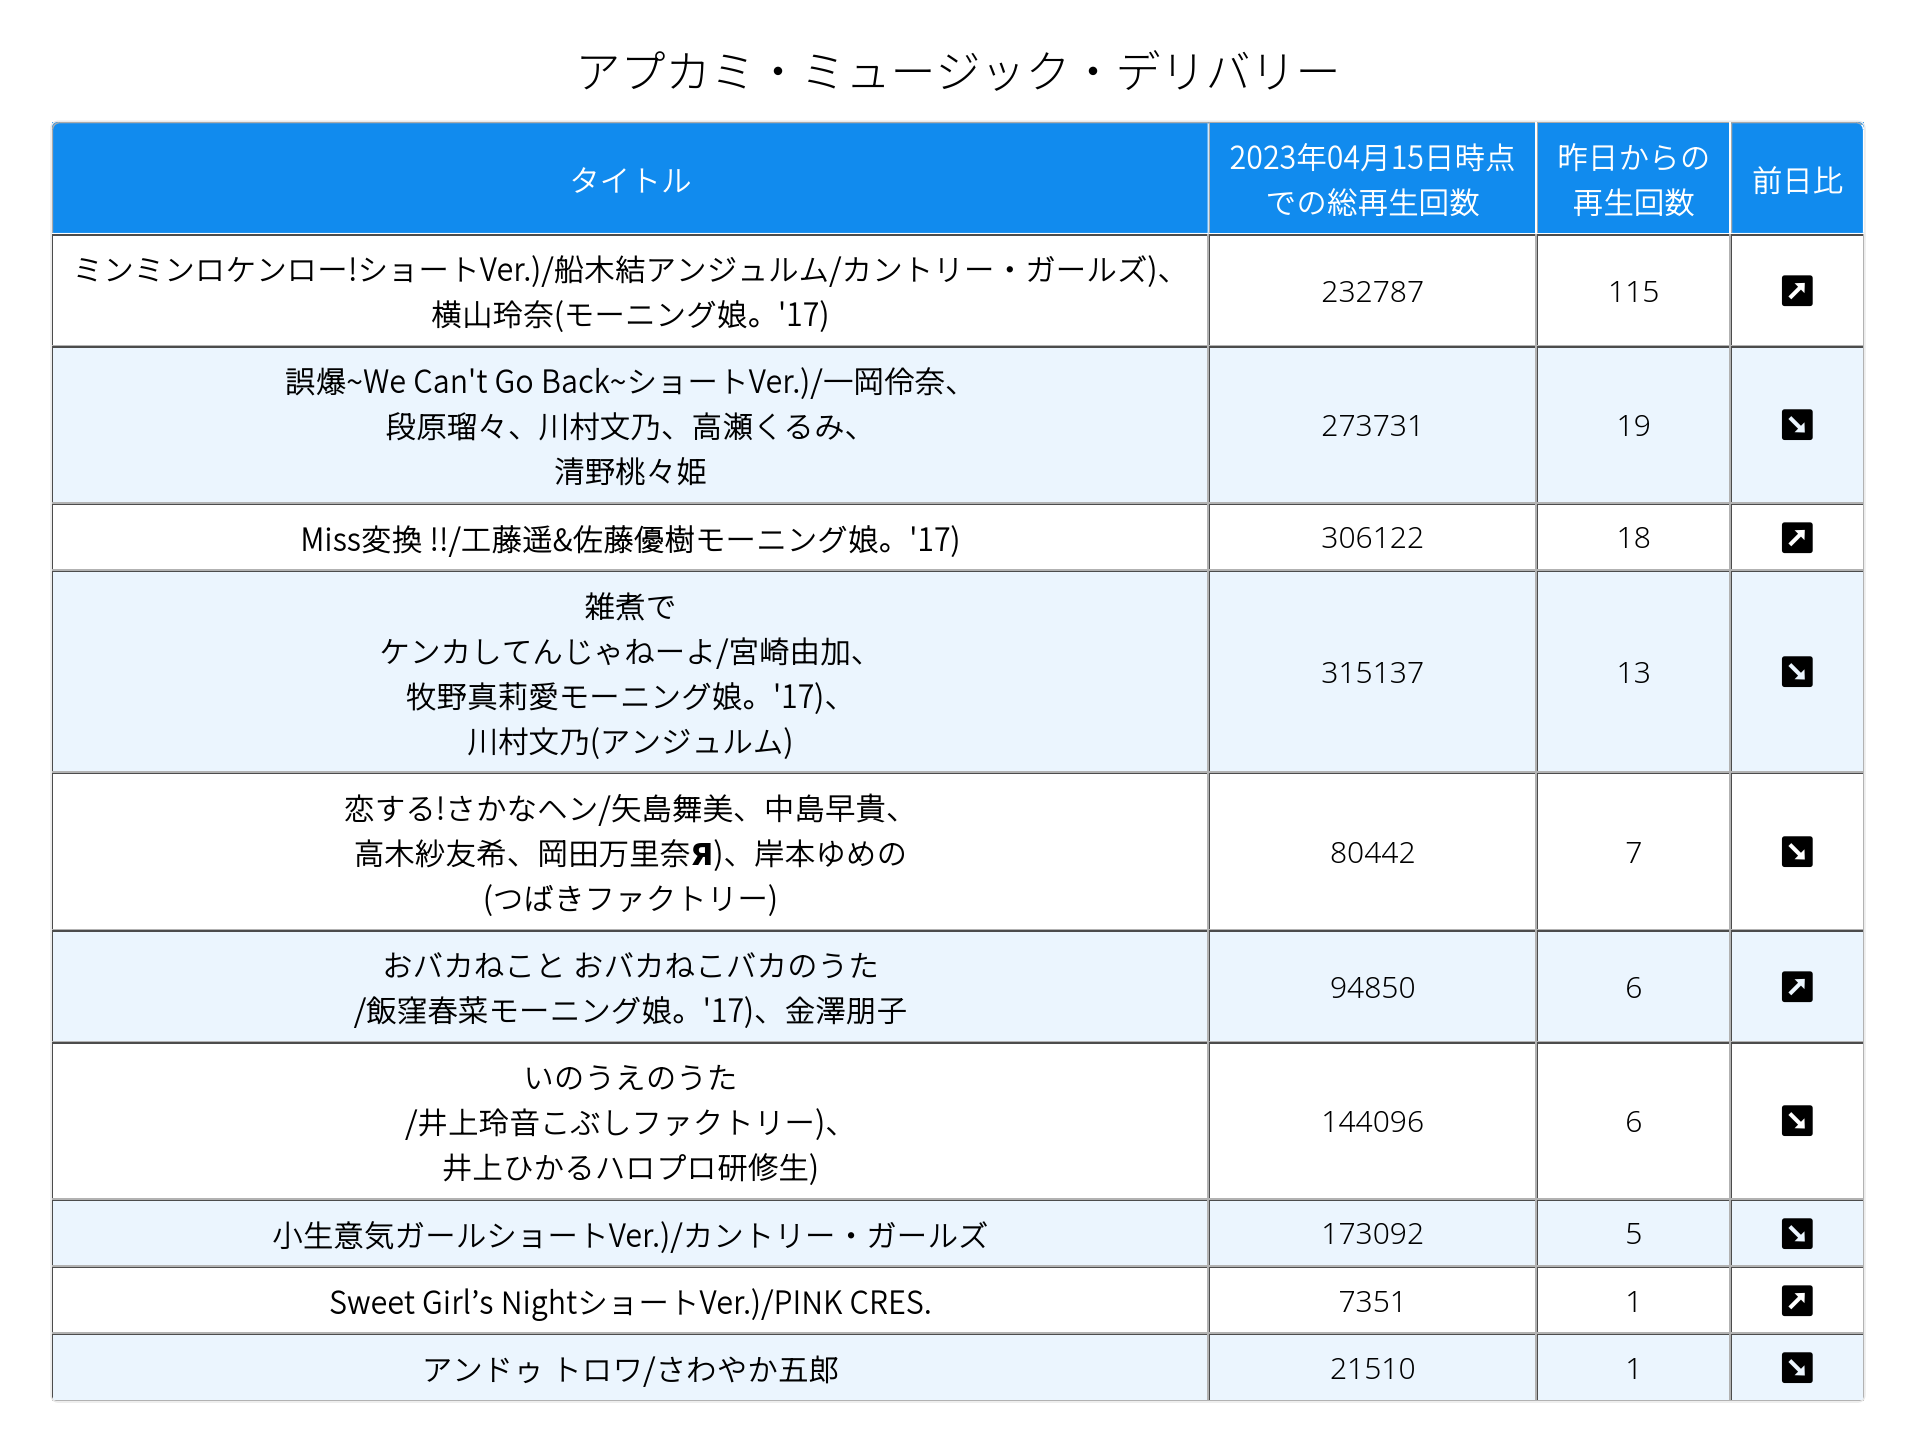 アプカミ・ミュージック・デリバリー
タイトル
2023年04月15日時点
での総再生回数
昨日からの
再生回数
前日比
ミンミンロケンロー!ショートVer.)/船木結アンジュルム/カントリー・ガールズ)、
横山玲奈(モーニング娘。'17)
232787
115
誤爆~We Can't Go Back~ショートVer.)/一岡伶奈、
段原瑠々、川村文乃、高瀬くるみ、
清野桃々姫
273731
19
Miss変換 !!/工藤遥&佐藤優樹モーニング娘。'17)
306122
18
雑煮で
ケンカしてんじゃねーよ/宮崎由加、
牧野真莉愛モーニング娘。'17)、
川村文乃(アンジュルム)
315137
13
恋する!さかなヘン/矢島舞美、中島早貴、
高木紗友希、岡田万里奈Я)、岸本ゆめの
(つばきファクトリー)
80442
7
おバカねこと おバカねこバカのうた
/飯窪春菜モーニング娘。'17)、金澤朋子
94850
6
いのうえのうた
/井上玲音こぶしファクトリー)、
井上ひかるハロプロ研修生)
144096
6
小生意気ガールショートVer.)/カントリー・ガールズ
173092
5
Sweet Girl’s NightショートVer.)/PINK CRES.
7351
1
アンドゥ トロワ/さわやか五郎
21510
1